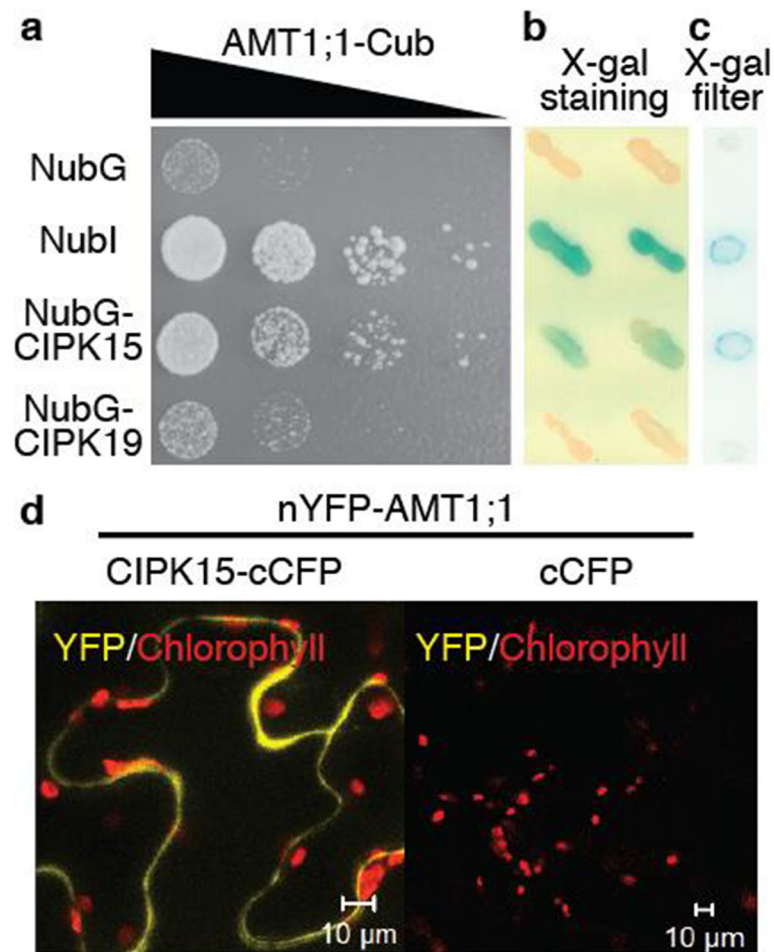 a
AMT1;1-Cub
b
X-gal
staining
c
X-gal
filter
NubG
NubI
NubG-
CIPK15
NubG-
CIPK19
d
nYFP-AMT1;1
CIPK15-cCFP
cCFP
YFP/Chlorophyll
YFP/Chlorophyll
10 µm
10 µm